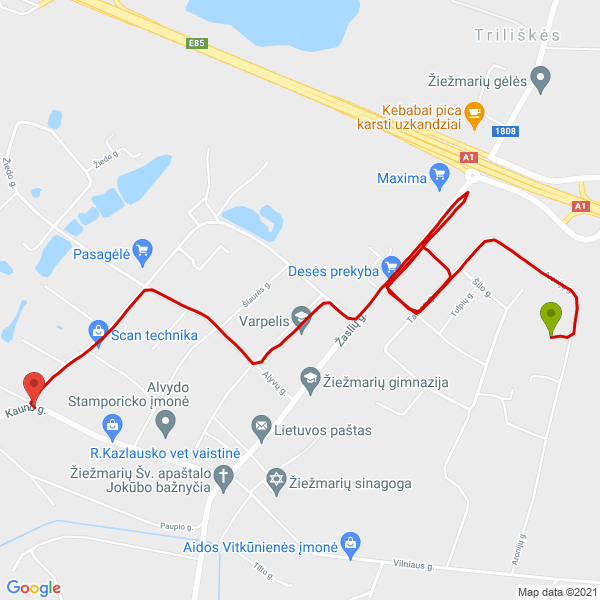 Triliškės
E85
Žiežmarių gėlės
Kebabai pica
karsti uzkandziai
1808
A1
Žiedo g.
Žiedo g.
Maxima
A1
Pasagėlė
Desės prekyba
Šiaurės g.
Šilo g.
Tulpių g.
Varpelis
Scan technika
Žaslių g.
Alyvų g.
Alvydo
Stamporicko įmonė
Žiežmarių gimnazija
Kauno g.
R.Kazlausko vet vaistinė
Lietuvos paštas
Žiežmarių Šv. apaštalo
Jokūbo bažnyčia
Žiežmarių sinagoga
Paupio g.
Aidos Vitkūnienės įmonė
Aronijų g.
Vilniaus g.
Tilto g.
Google
Map data ©2021